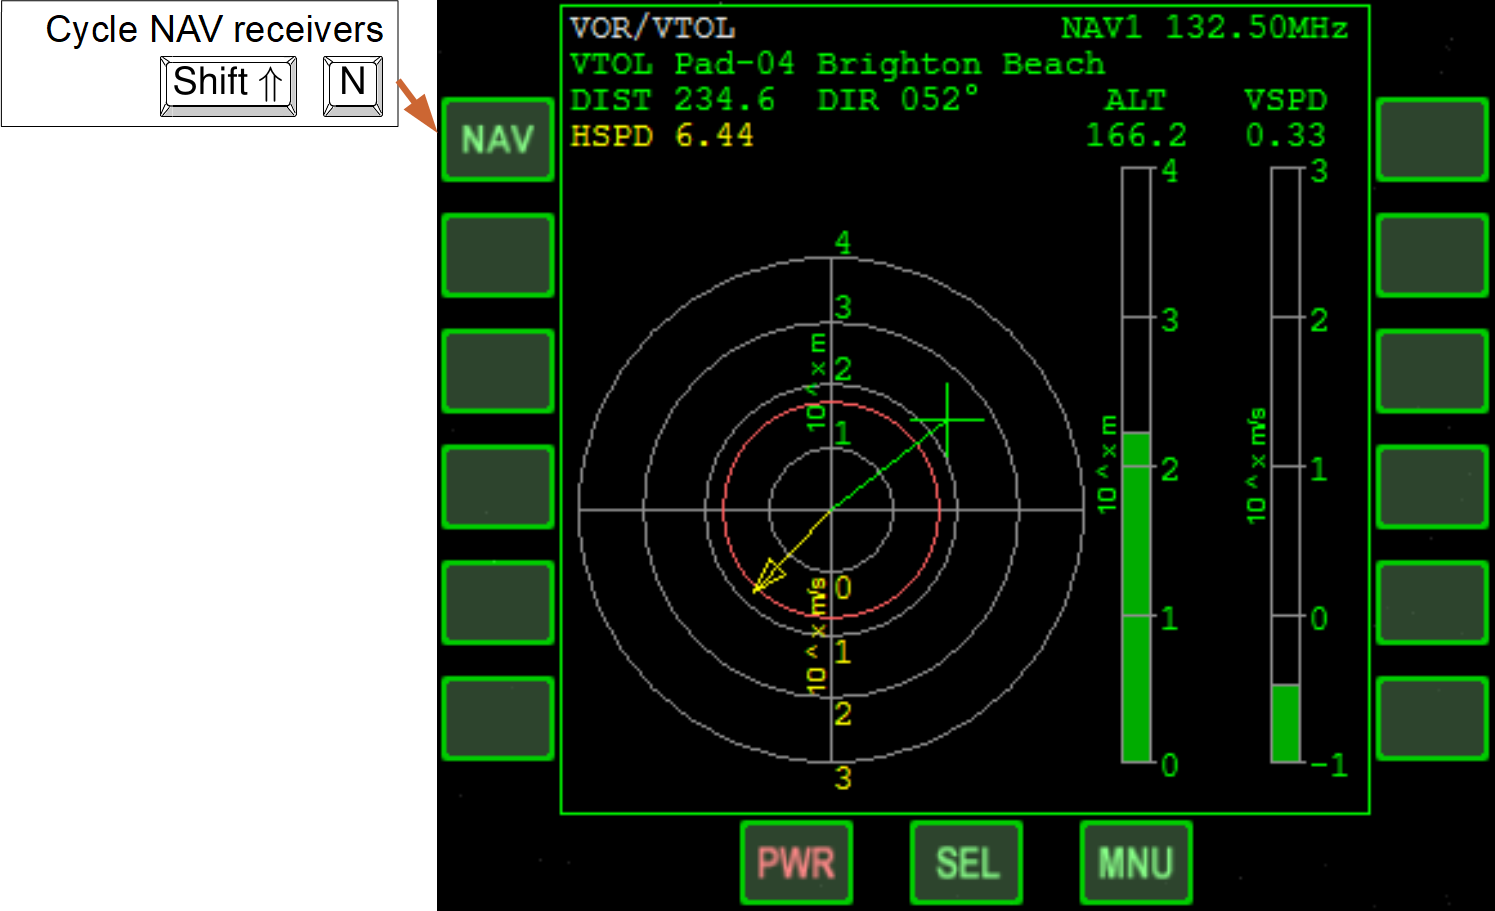 Cycle NAV receivers
Shift ⇑ N
VOR/VTOL NAV1 132.50MHz
VTOL Pad-04 Brighton Beach
DIST 234.6 DIR 052° ALT VSPD
HSPD 6.44 166.2 0.33
NAV
4
3
2
1
10 ^ x m
0
1
2
3
10 ^ x m/s
4
3
2
1
0
10 ^ x m
3
2
1
0
-1
10 ^ x m/s
PWR SEL MNU